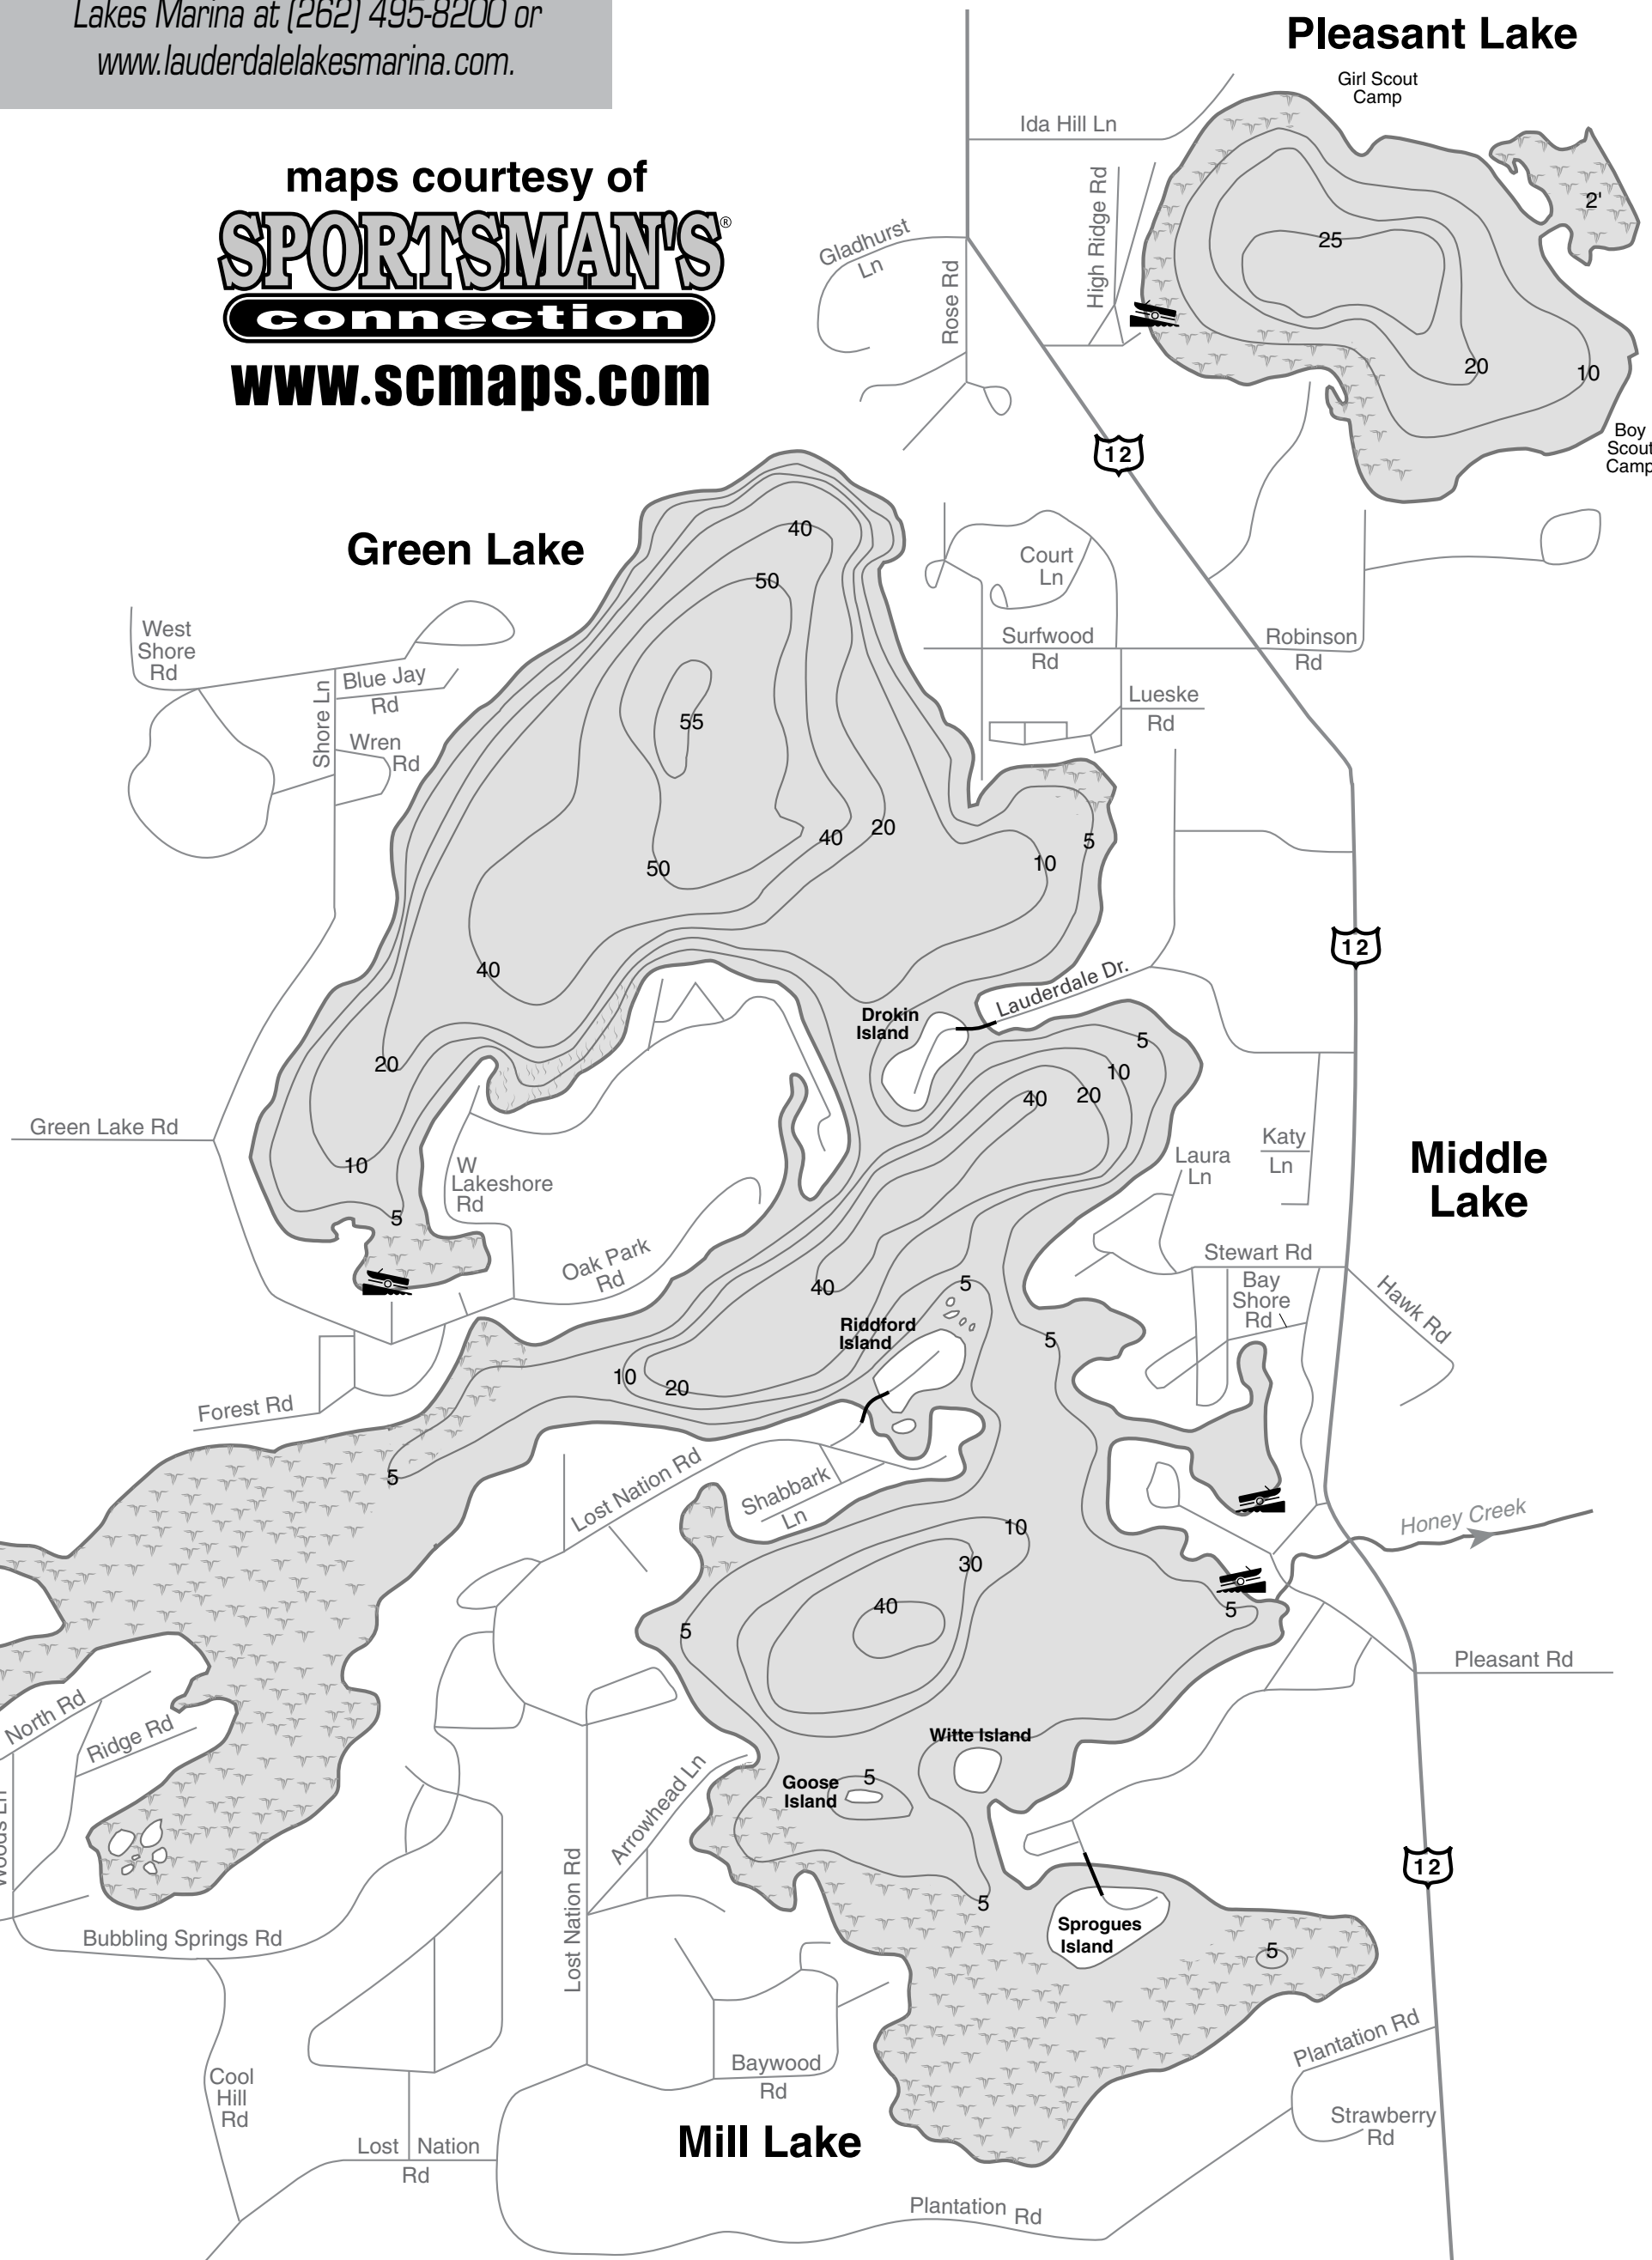 Lakes Marina at (262) 495-8200 or
www.lauderdalelakesmarina.com.
maps courtesy of
SPORTSMAN'S®
connection
www.scmaps.com
Pleasant Lake
Girl Scout
Camp
Ida Hill Ln
High Ridge Rd
2'
25
Gladhurst
Ln
Rose Rd
20
10
Boy
Scout
Camp
12
Green Lake
40
50
Court
Ln
West
Shore
Rd
Surfwood
Rd
Robinson
Rd
Blue Jay
Rd
Shore Ln
Wren
Rd
Lueske
Rd
55
40
20
5
10
50
12
40
Lauderdale Dr.
Drokin
Island
5
20
10
40
20
Green Lake Rd
10
W
Lakeshore
Rd
Laura
Ln
Katy
Ln
Middle
Lake
5
Oak Park
Rd
Stewart Rd
Bay
Shore
Rd
Hawk Rd
40
5
Riddford
Island
5
10
20
Forest Rd
5
Lost Nation Rd
Shabbark
Ln
Honey Creek
10
30
40
5
5
Pleasant Rd
North Rd
Ridge Rd
Witte Island
Goose
Island
5
Arrowhead Ln
Woods Ln
12
5
Lost Nation Rd
Sprogues
Island
5
Bubbling Springs Rd
Plantation Rd
Cool
Hill
Rd
Baywood
Rd
Strawberry
Rd
Mill Lake
Lost Nation
Rd
Plantation Rd